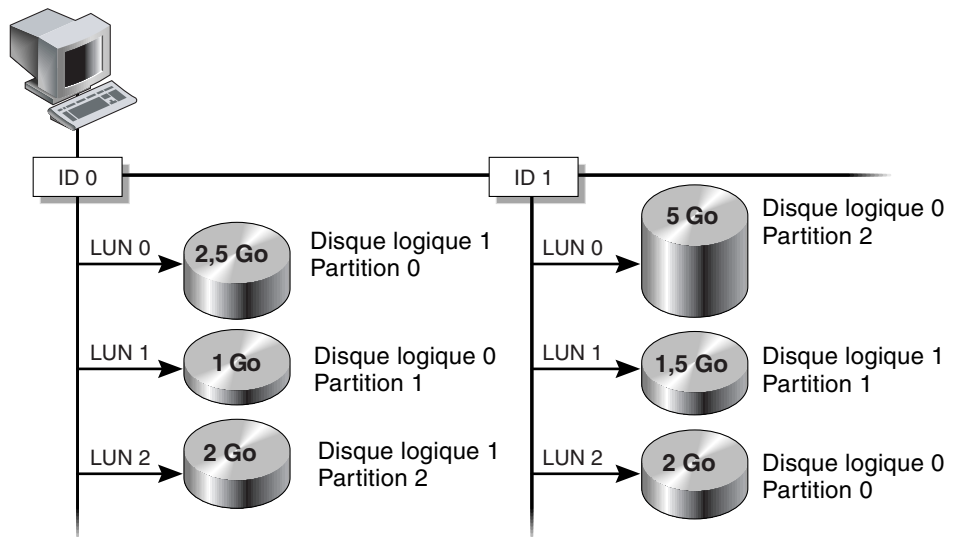 ID 0
ID 1
LUN 0
2,5 Go
Disque logique 1
Partition 0
LUN 1
1 Go
Disque logique 0
Partition 1
LUN 2
2 Go
Disque logique 1
Partition 2
LUN 0
5 Go
Disque logique 0
Partition 2
LUN 1
1,5 Go
Disque logique 1
Partition 1
LUN 2
2 Go
Disque logique 0
Partition 0